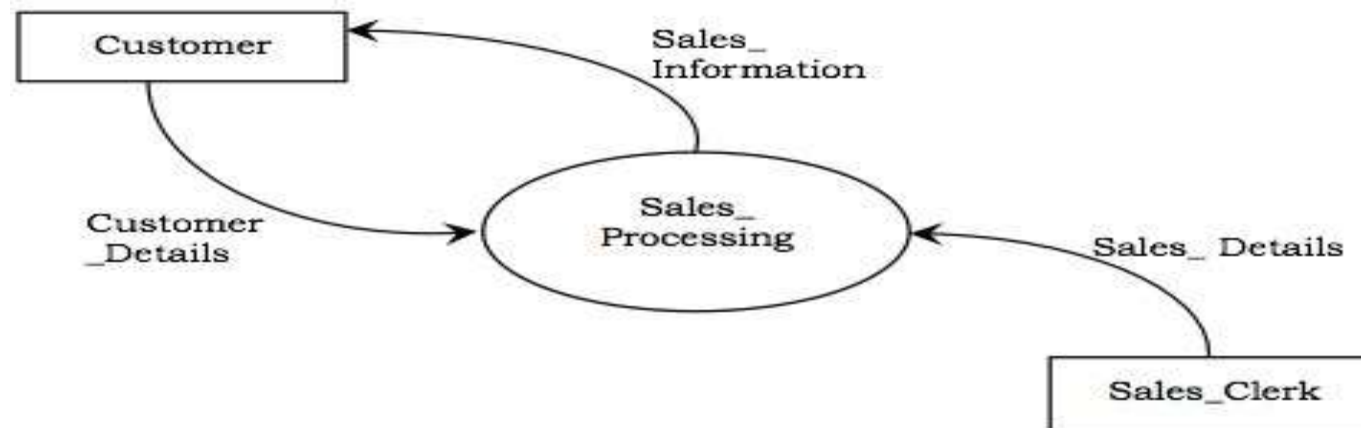 Customer
Sales_
Information
Customer
_Details
Sales_
Processing
Sales_ Details
Sales_Clerk